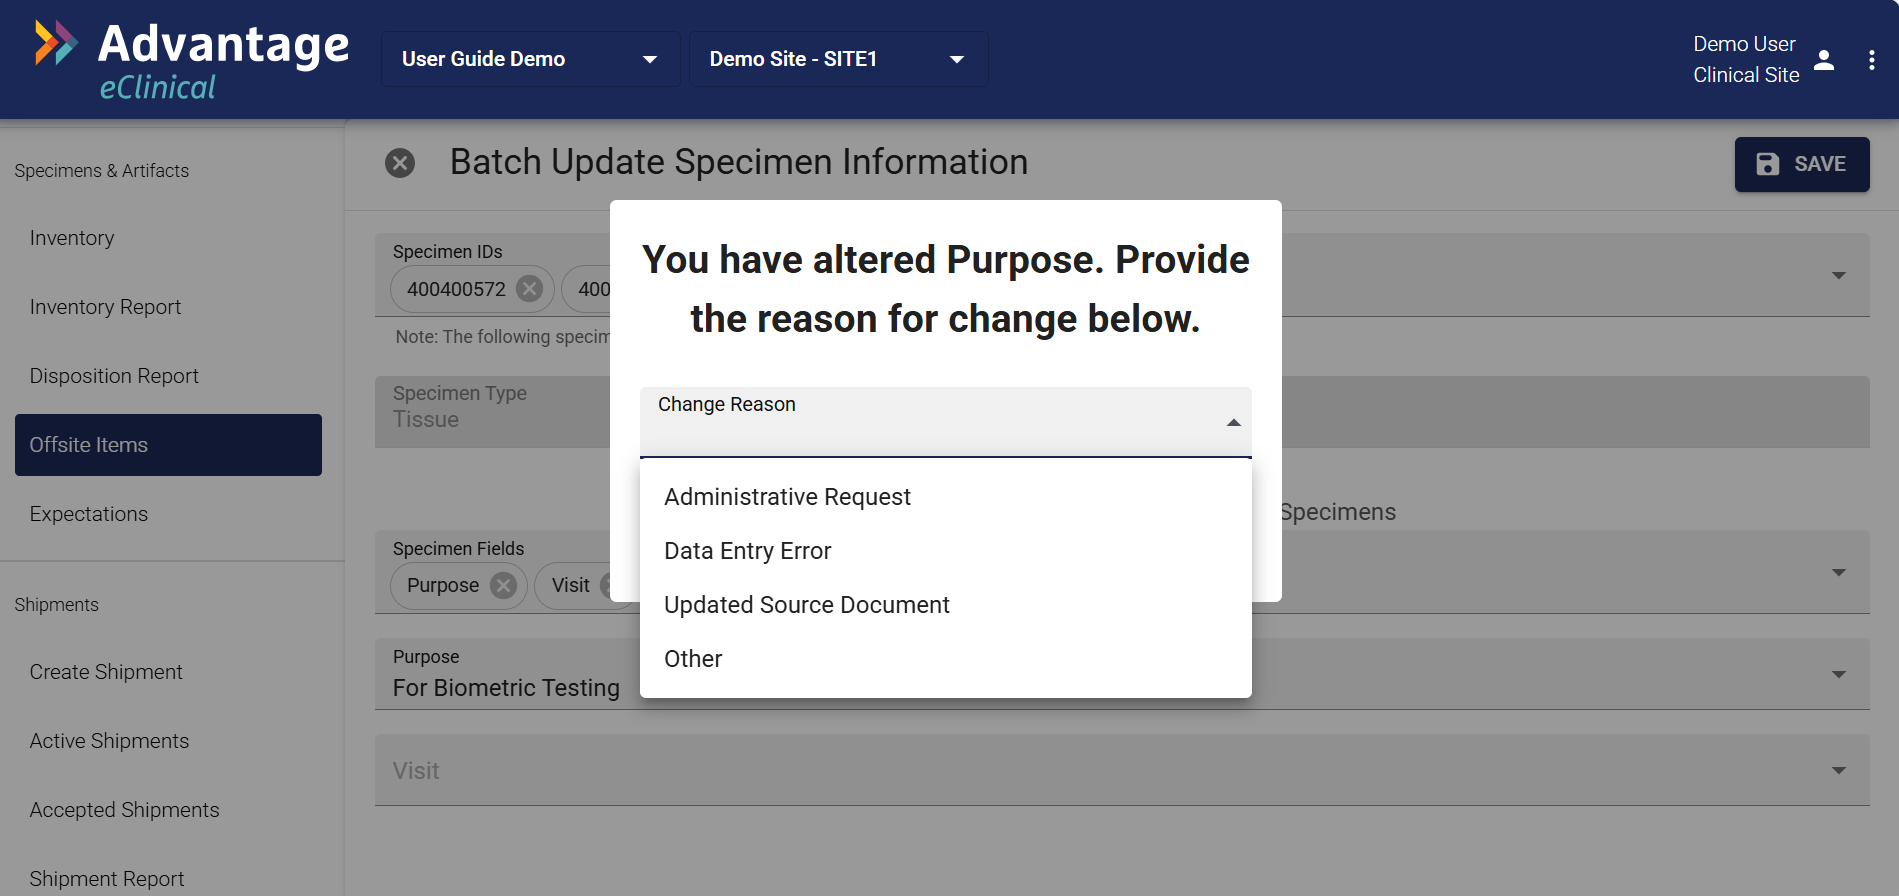 Advantage
eClinical
User Guide Demo
Demo Site - SITE1
Demo User
Clinical Site
Specimens & Artifacts
Inventory
Inventory Report
Disposition Report
Offsite Items
Expectations
Shipments
Create Shipment
Active Shipments
Accepted Shipments
Shipment Report
Batch Update Specimen Information
SAVE
Specimen IDs
400400572
400
Note: The following specim
Specimen Type
Tissue
Specimens
Specimen Fields
Purpose
Visit
Purpose
For Biometric Testing
Visit
You have altered Purpose. Provide
the reason for change below.
Change Reason
Administrative Request
Data Entry Error
Updated Source Document
Other